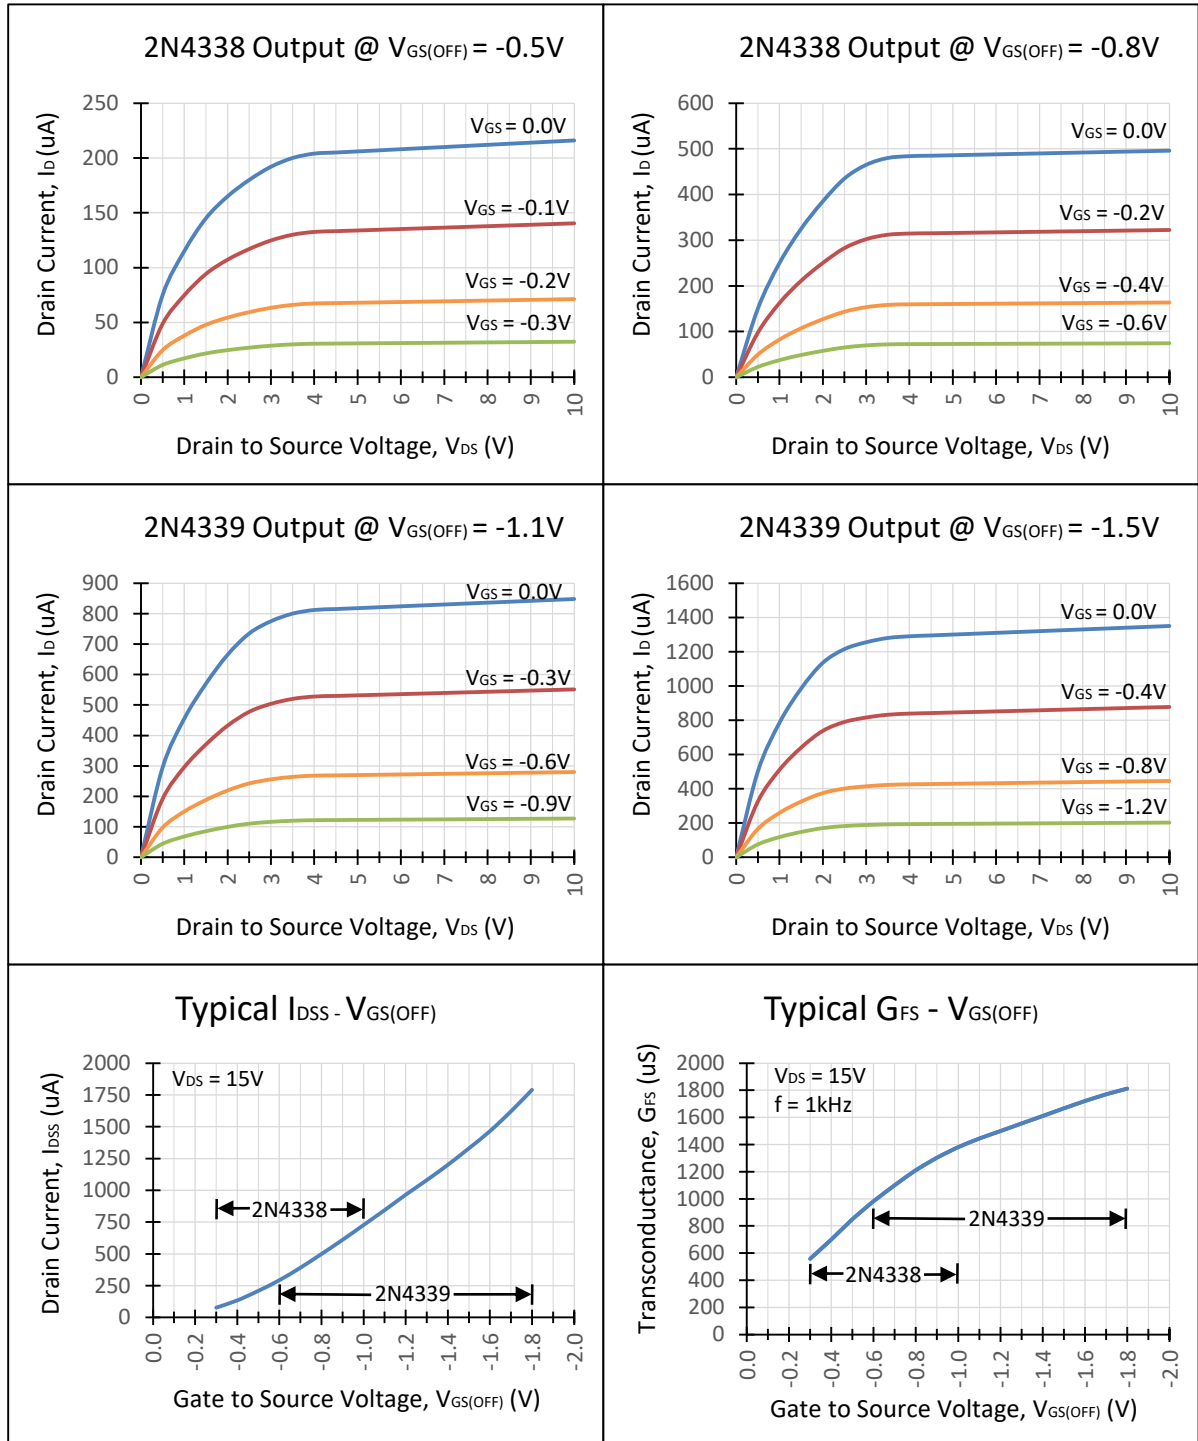 2N4338 Output @ VGS(OFF) = -0.5V
Drain Current, ID (uA)
250
200
150
100
50
0
VGS = 0.0V
VGS = -0.1V
VGS = -0.2V
VGS = -0.3V
0 1 2 3 4 5 6 7 8 9 10
Drain to Source Voltage, VDS (V)
2N4338 Output @ VGS(OFF) = -0.8V
Drain Current, ID (uA)
600
500
400
300
200
100
0
VGS = 0.0V
VGS = -0.2V
VGS = -0.4V
VGS = -0.6V
0 1 2 3 4 5 6 7 8 9 10
Drain to Source Voltage, VDS (V)
2N4339 Output @ VGS(OFF) = -1.1V
Drain Current, ID (uA)
900
800
700
600
500
400
300
200
100
0
VGS = 0.0V
VGS = -0.3V
VGS = -0.6V
VGS = -0.9V
0 1 2 3 4 5 6 7 8 9 10
Drain to Source Voltage, VDS (V)
2N4339 Output @ VGS(OFF) = -1.5V
Drain Current, ID (uA)
1600
1400
1200
1000
800
600
400
200
0
VGS = 0.0V
VGS = -0.4V
VGS = -0.8V
VGS = -1.2V
0 1 2 3 4 5 6 7 8 9 10
Drain to Source Voltage, VDS (V)
Typical IDSS - VGS(OFF)
Drain Current, IDSS (uA)
2000
1750
1500
1250
1000
750
500
250
0
VDS = 15V
2N4338
2N4339
0.0 -0.2 -0.4 -0.6 -0.8 -1.0 -1.2 -1.4 -1.6 -1.8 -2.0
Gate to Source Voltage, VGS(OFF) (V)
Typical GFS - VGS(OFF)
Transconductance, GFS (uS)
2000
1800
1600
1400
1200
1000
800
600
400
200
0
VDS = 15V
f = 1kHz
2N4339
2N4338
0.0 -0.2 -0.4 -0.6 -0.8 -1.0 -1.2 -1.4 -1.6 -1.8 -2.0
Gate to Source Voltage, VGS(OFF) (V)